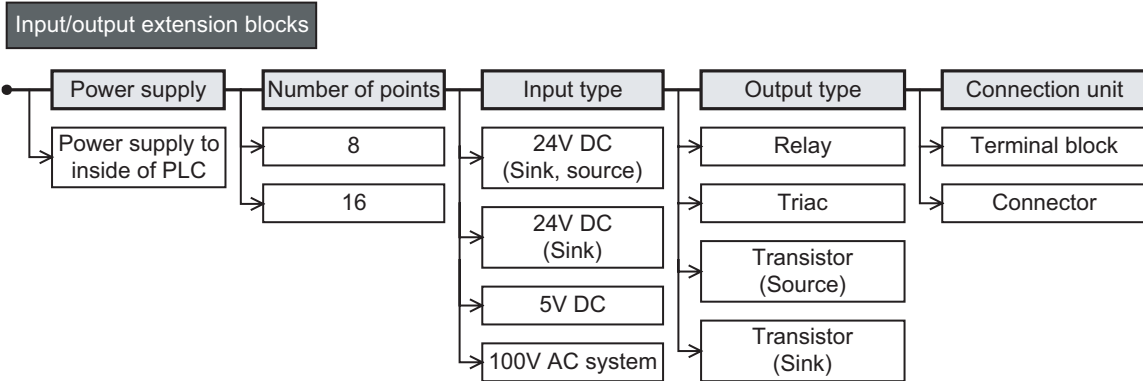 Input/output extension blocks
Power supply
Power supply to
inside of PLC
Number of points
8
16
Input type
24V DC
(Sink, source)
24V DC
(Sink)
5V DC
100V AC system
Output type
Relay
Triac
Transistor
(Source)
Transistor
(Sink)
Connection unit
Terminal block
Connector